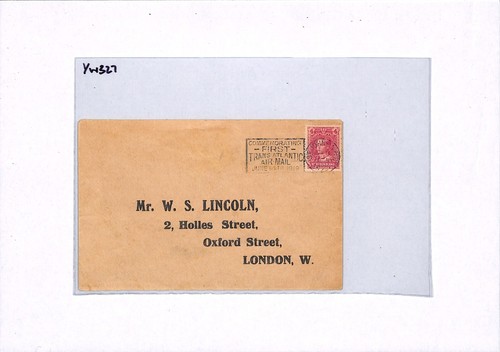 YW327
COMMEMORATING
- FIRST -
TRANS-ATLANTIC
AIR-MAIL
Mr. W. S. LINCOLN,
2, Holles Street,
Oxford Street,
LONDON, W.